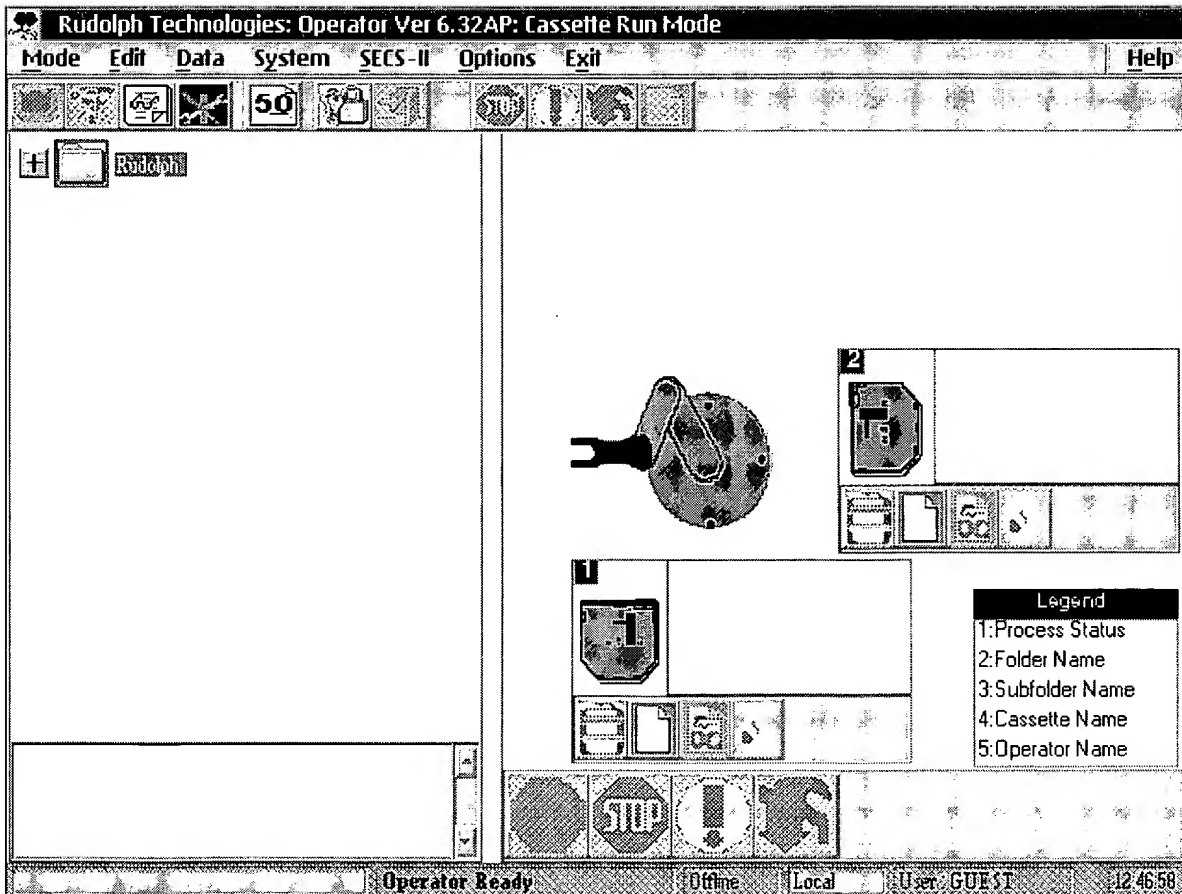 Rudolph Technologies: Operator Ver 6.32AP: Cassette Run Mode
Mode Edit Data System SECS-II Options Exit Help
50 STOP
Rudolph
2
1
Legend
1:Process Status
2:Folder Name
3:Subfolder Name
4:Cassette Name
5:Operator Name
STOP
Operator Ready Offline Local User: GUEST 12:46:58